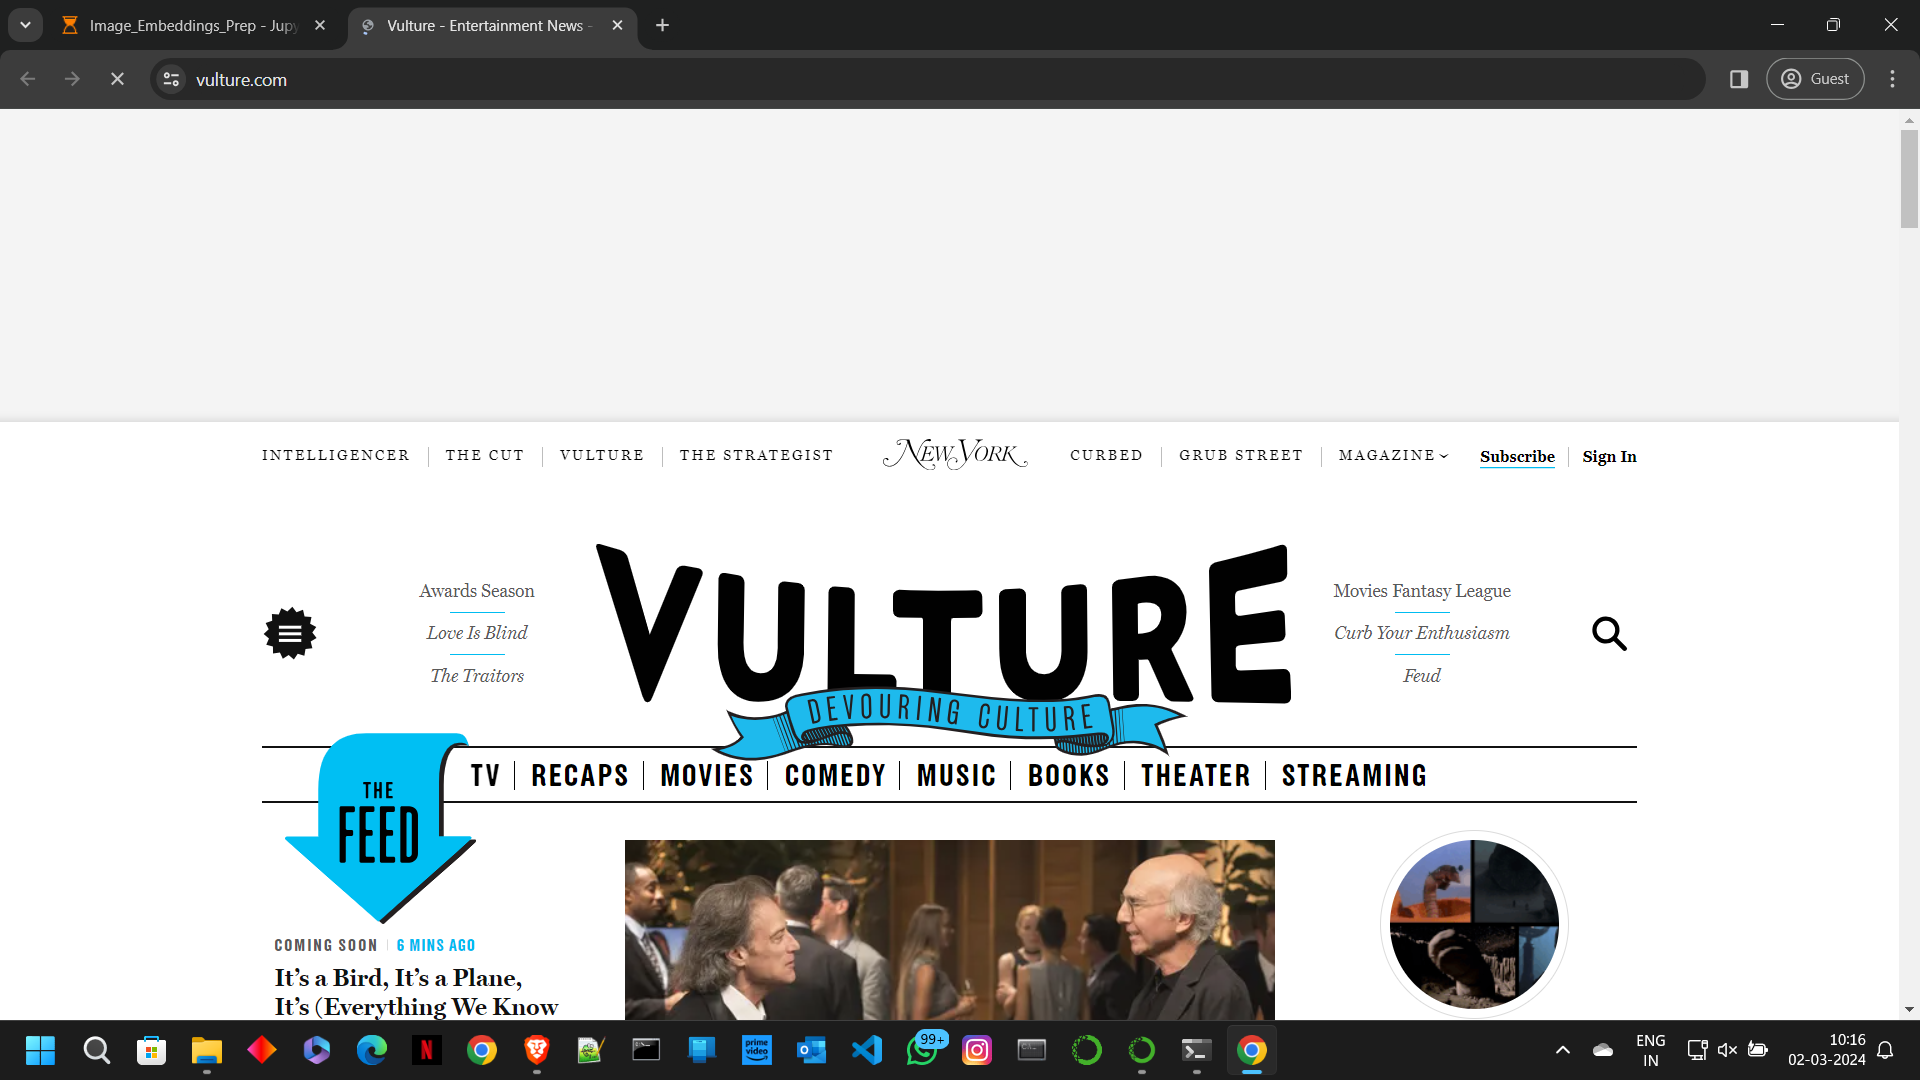 Image_Embeddings_Prep - Jupy
Vulture - Entertainment News -
vulture.com
Guest
INTELLIGENCER
THE CUT
VULTURE
THE STRATEGIST
NEW YORK
CURBED
GRUB STREET
MAGAZINE
Subscribe
Sign In
Awards Season
Love Is Blind
The Traitors
VULTURE
DEVOURING CULTURE
Movies Fantasy League
Curb Your Enthusiasm
Feud
THE
FEED
TV
RECAPS
MOVIES
COMEDY
MUSIC
BOOKS
THEATER
STREAMING
COMING SOON
6 MINS AGO
It’s a Bird, It’s a Plane,
It’s (Everything We Know
N
prime
video
99+
ENG
IN
10:16
02-03-2024